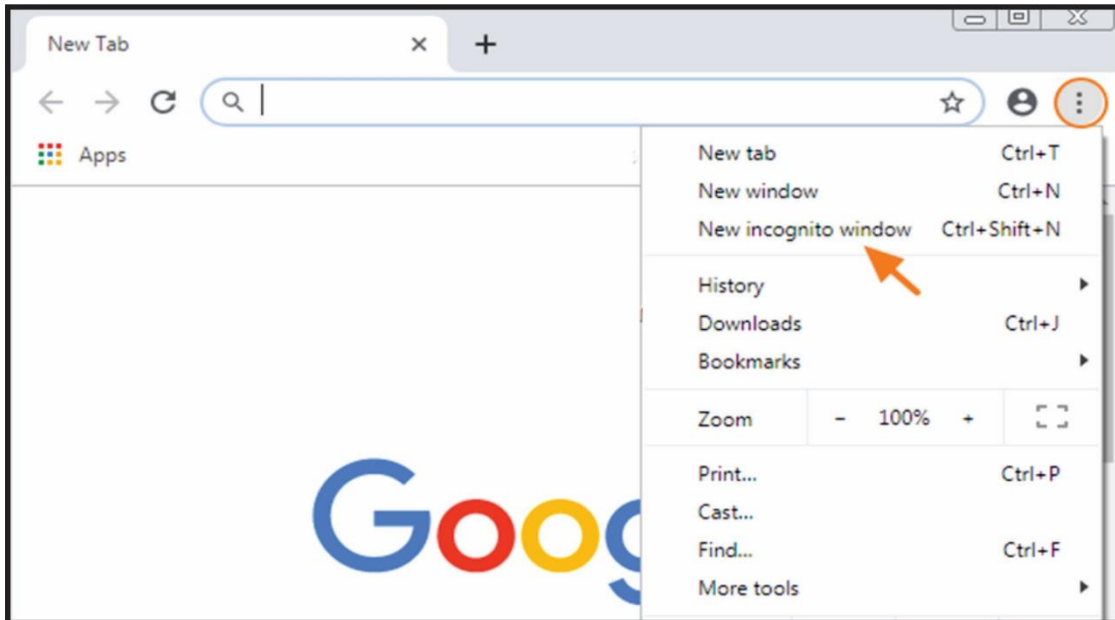 New Tab
Apps
New tab Ctrl+T
New window Ctrl+N
New incognito window Ctrl+Shift+N
History
Downloads Ctrl+J
Bookmarks
Zoom - 100% +
Print... Ctrl+P
Cast...
Find... Ctrl+F
More tools
Goog